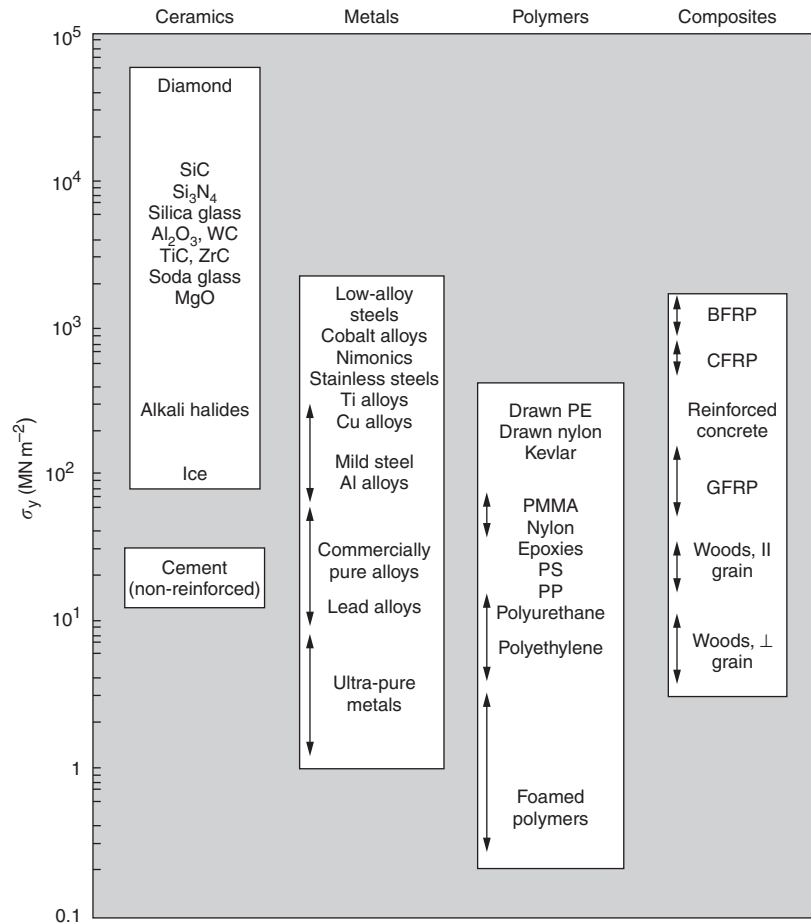 Ceramics
Metals
Polymers
Composites
10⁵
10⁴
10³
10²
10¹
1
0.1
σy (MN m⁻²)
Diamond
SiC
Si₃N₄
Silica glass
Al₂O₃, WC
TiC, ZrC
Soda glass
MgO
Alkali halides
Ice
Cement
(non-reinforced)
Low-alloy
steels
Cobalt alloys
Nimonics
Stainless steels
Ti alloys
Cu alloys
Mild steel
Al alloys
Commercially
pure alloys
Lead alloys
Ultra-pure
metals
Drawn PE
Drawn nylon
Kevlar
PMMA
Nylon
Epoxies
PS
PP
Polyurethane
Polyethylene
Foamed
polymers
BFRP
CFRP
Reinforced
concrete
GFRP
Woods, II
grain
Woods, ⊥
grain